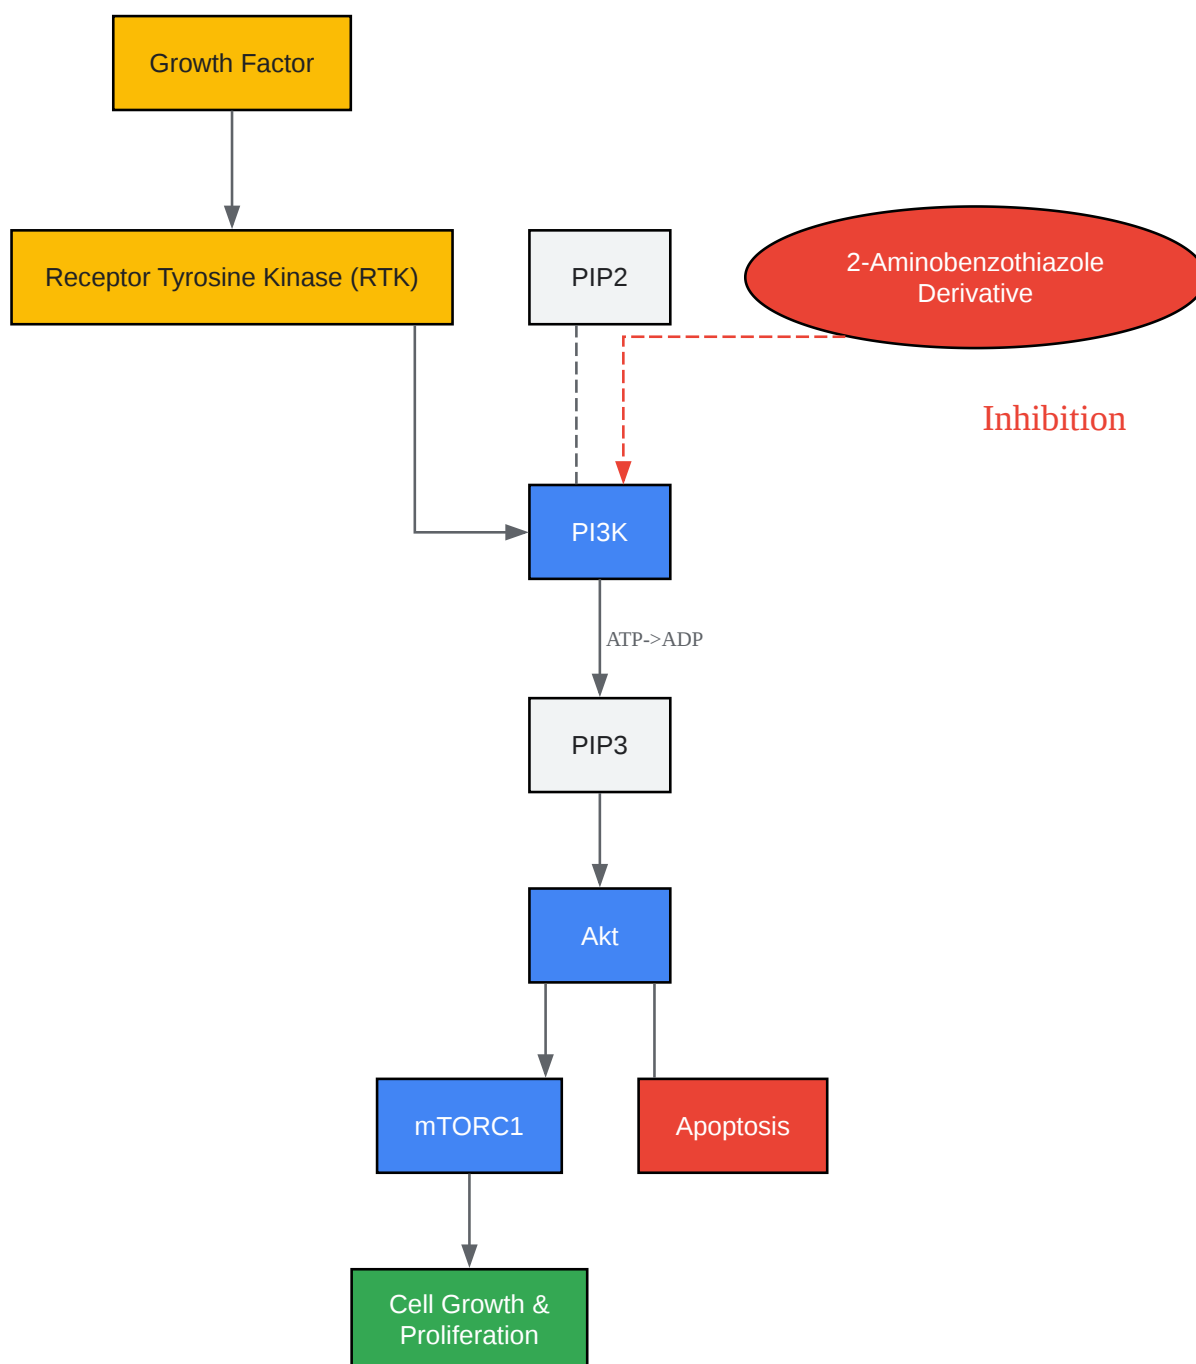 Growth Factor
Receptor Tyrosine Kinase (RTK)
PIP2
2-Aminobenzothiazole
Derivative
Inhibition
PI3K
ATP->ADP
PIP3
Akt
mTORC1
Apoptosis
Cell Growth &
Proliferation